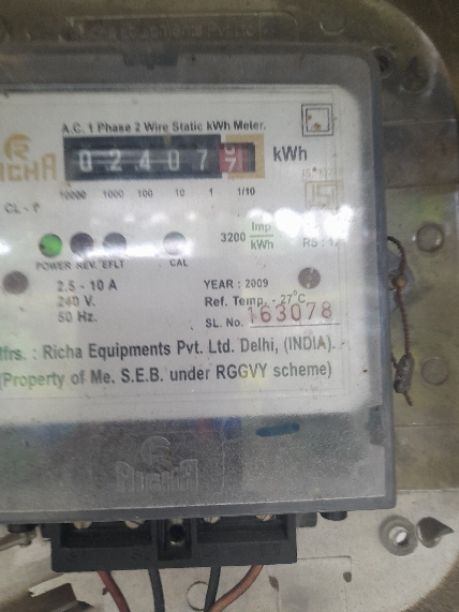 A.C. 1 Phase 2 Wire Static kWh Meter.
RICHA
0 2 4 0 7 7 kWh
10000 1000 100 10 1 1/10
3200 Imp/kWh
POWER REV. EFLT CAL
2.5 - 10 A YEAR : 2009
240 V. Ref. Temp. - 27°C
50 Hz. SL. No. 163078
Mfrs. : Richa Equipments Pvt. Ltd. Delhi, (INDIA).
(Property of Me. S.E.B. under RGGVY scheme)
RICHA